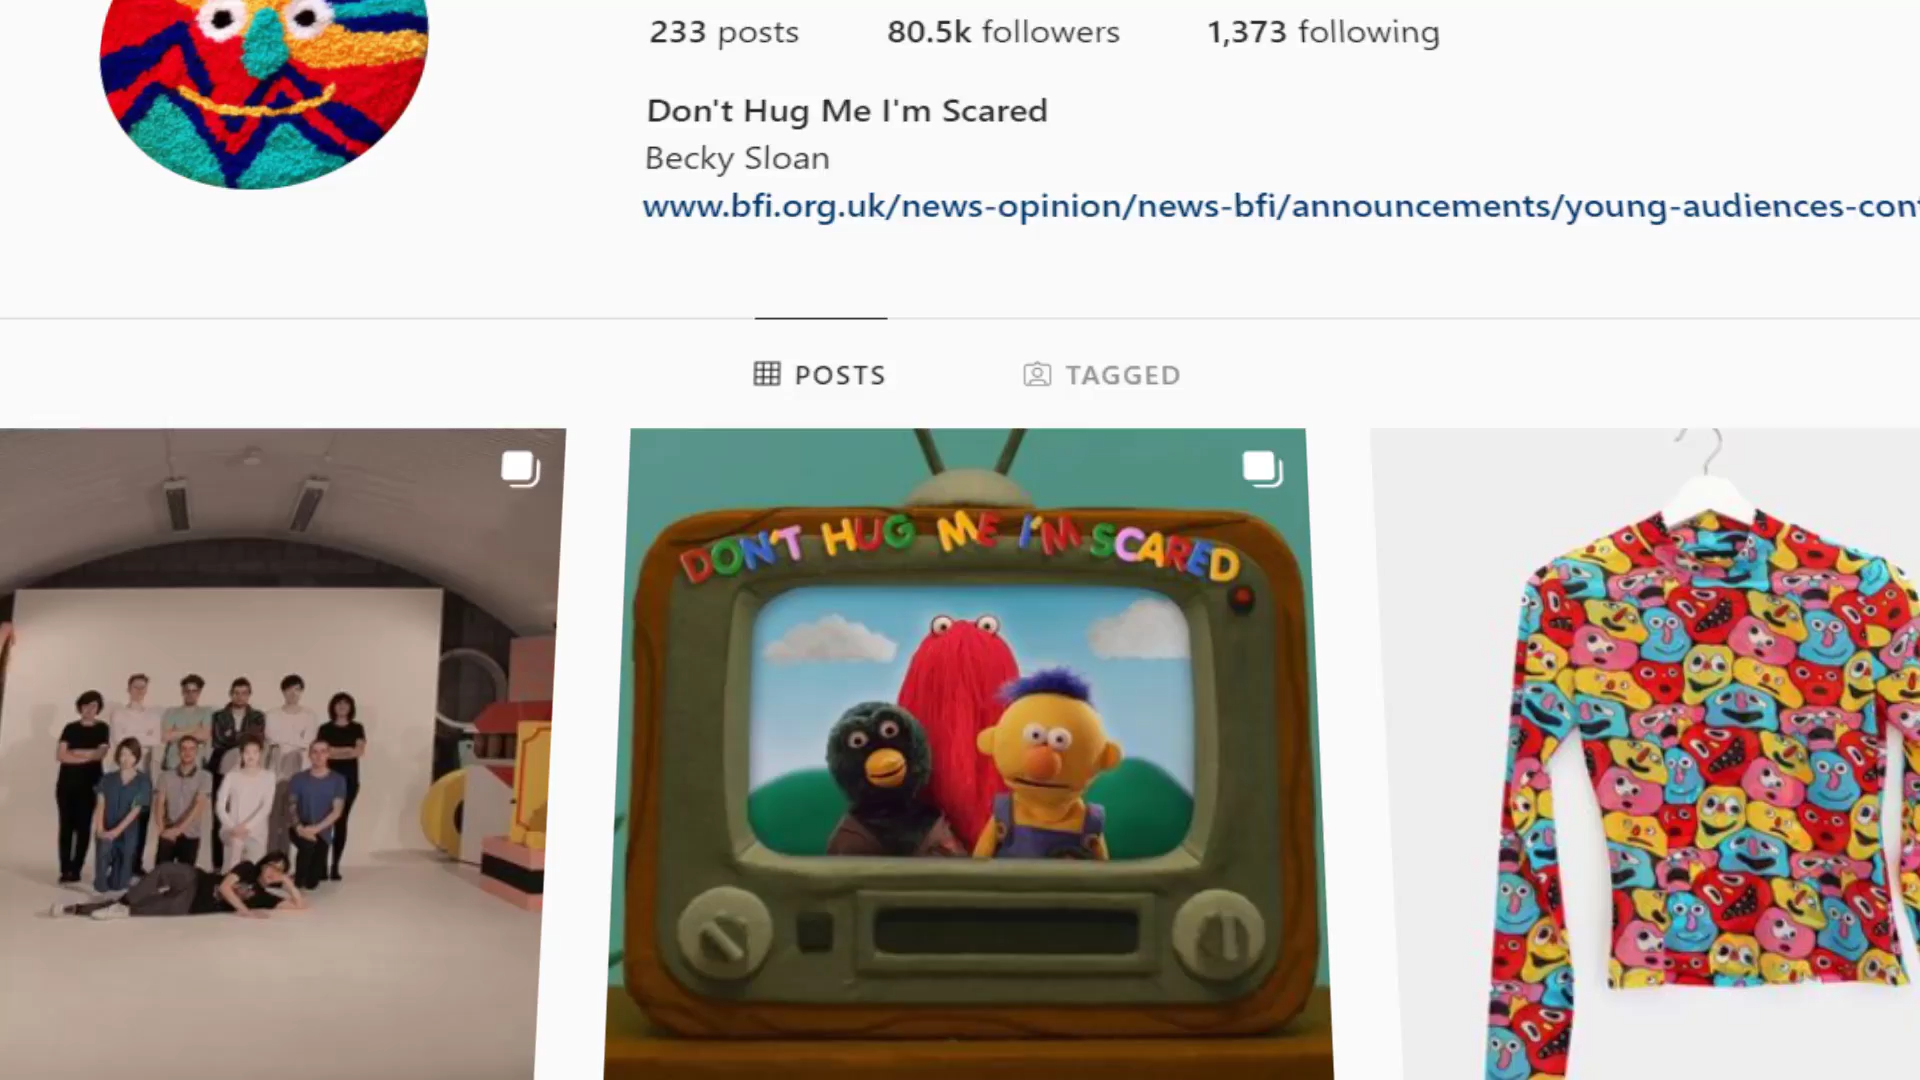 233 posts 80.5k followers 1,373 following
Don't Hug Me I'm Scared
Becky Sloan
www.bfi.org.uk/news-opinion/news-bfi/announcements/young-audiences-con
POSTS TAGGED
DON'T HUG ME I'M SCARED